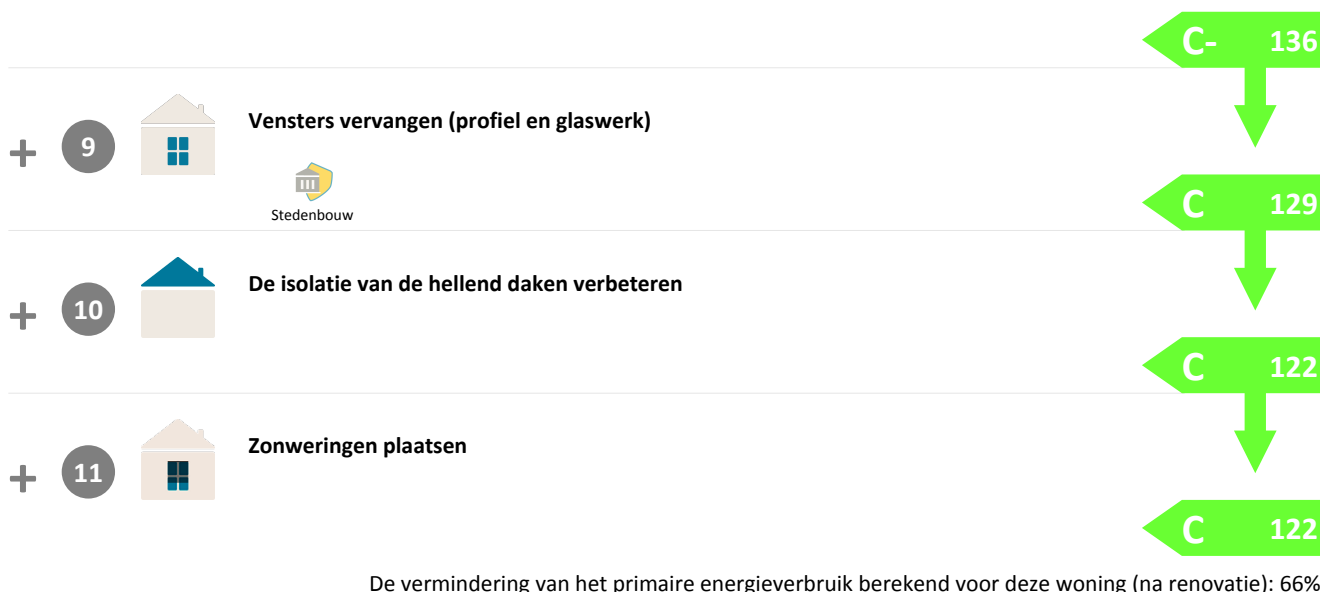 C- 136
+ 9 Vensters vervangen (profiel en glaswerk)
Stedenbouw
C 129
+ 10 De isolatie van de hellend daken verbeteren
C 122
+ 11 Zonweringen plaatsen
C 122
De vermindering van het primaire energieverbruik berekend voor deze woning (na renovatie): 66%